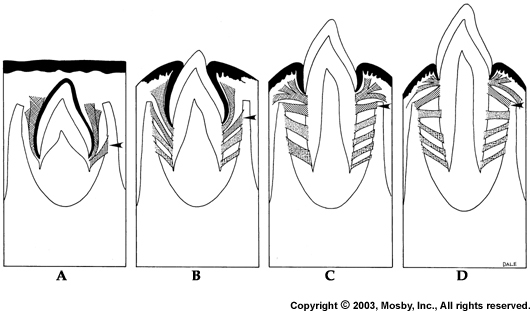 A B C D
DALE
Copyright © 2003, Mosby, Inc., All rights reserved.